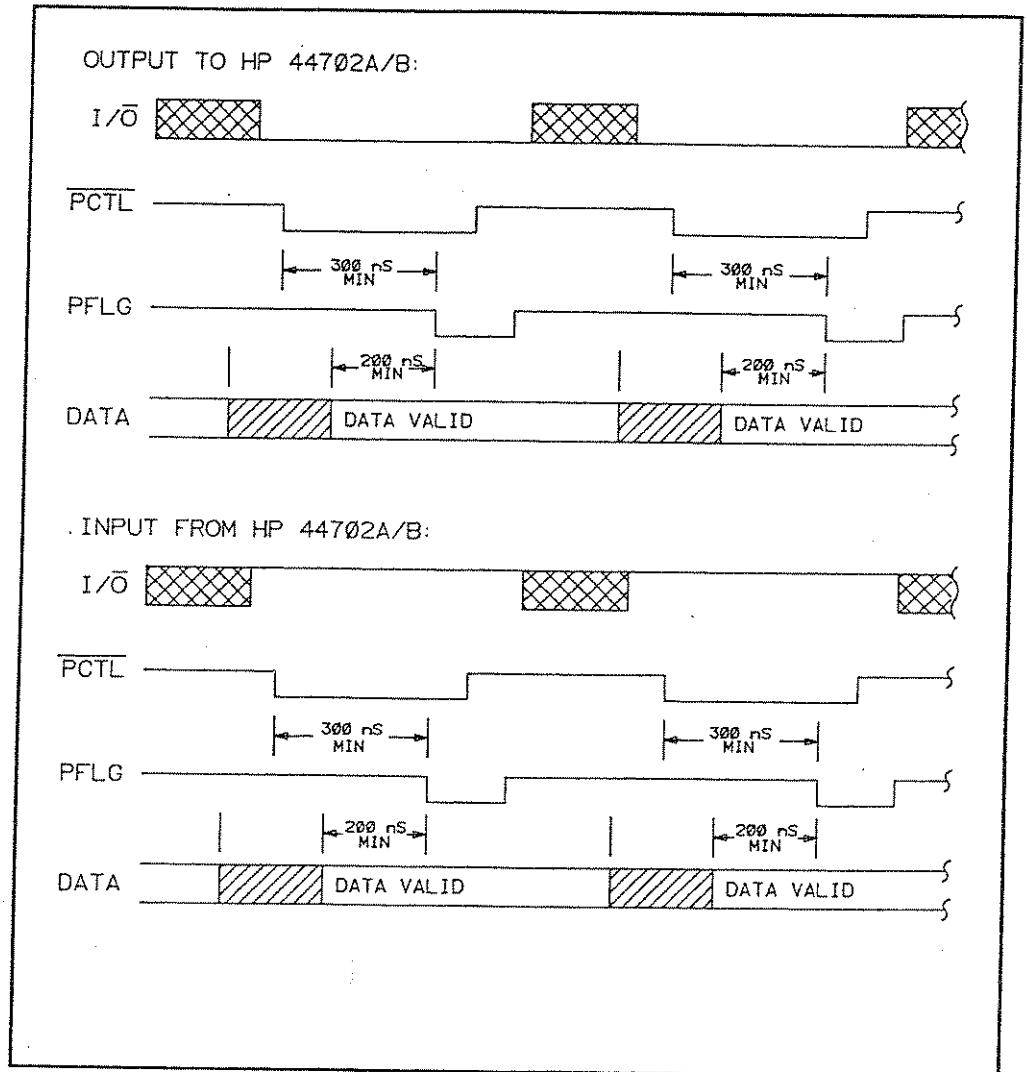 OUTPUT TO HP 44702A/B:
I/O̅
P̅C̅T̅L̅
300 nS MIN 300 nS MIN
PFLG
200 nS MIN 200 nS MIN
DATA DATA VALID DATA VALID
INPUT FROM HP 44702A/B:
I/O̅
P̅C̅T̅L̅
300 nS MIN 300 nS MIN
PFLG
200 nS MIN 200 nS MIN
DATA DATA VALID DATA VALID